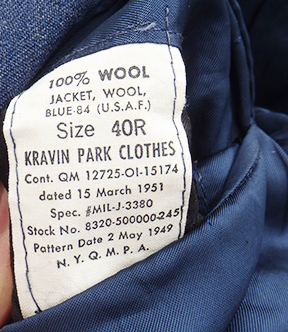 100% WOOL
JACKET, WOOL,
BLUE-84 (U.S.A.F.)
Size 40R
KRAVIN PARK CLOTHES
Cont. QM 12725-OI-15174
dated 15 March 1951
Spec. #MIL-J-3380
Stock No. 8320-500000-245
Pattern Date 2 May 1949
N. Y. Q. M. P. A.